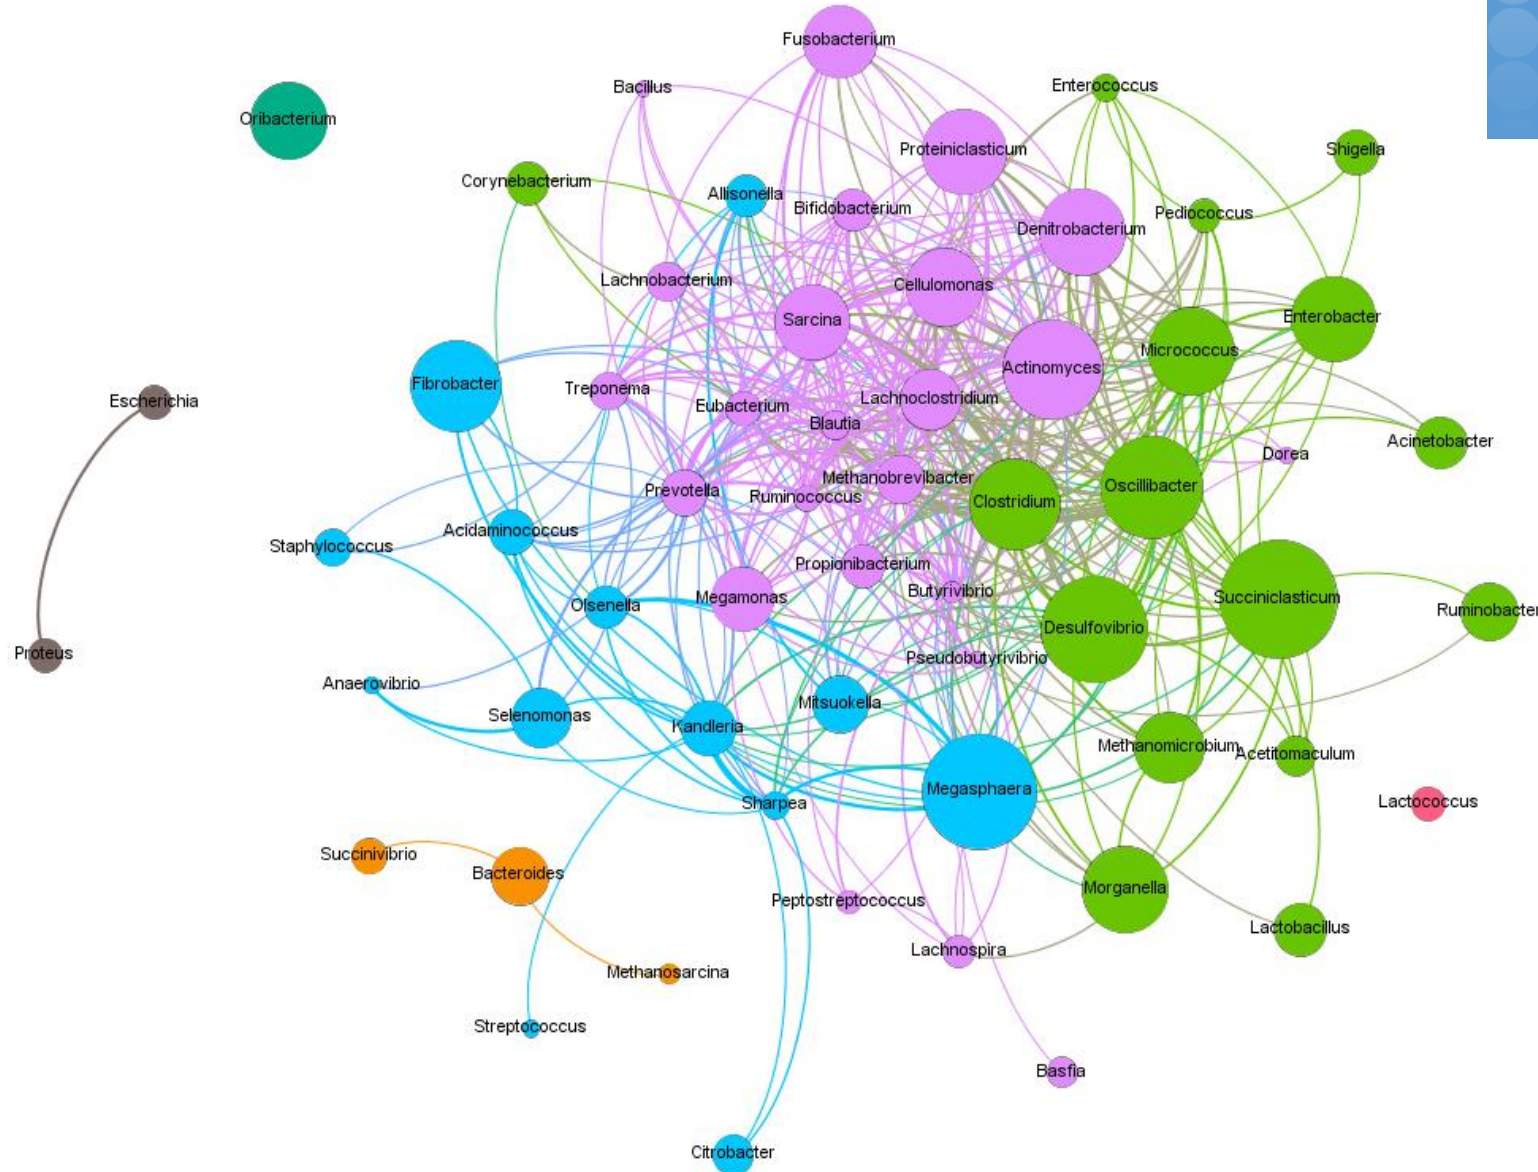 Fusobacterium
Bacillus
Enterococcus
Oribacterium
Proteiniclasticum
Shigella
Corynebacterium
Allisonella
Bifidobacterium
Pediococcus
Denitrobacterium
Lachnobacterium
Cellulomonas
Sarcina
Enterobacter
Micrococcus
Actinomyces
Fibrobacter
Treponema
Lachnoclostridium
Escherichia
Eubacterium
Blautia
Acinetobacter
Dorea
Methanobrevibacter
Oscillibacter
Prevotella
Ruminococcus
Clostridium
Acidaminococcus
Staphylococcus
Propionibacterium
Butyrivibrio
Megamonas
Succiniclasticum
Olsenella
Ruminobacter
Desulfovibrio
Proteus
Pseudobutyrivibrio
Anaerovibrio
Mitsuokella
Selenomonas
Kandleria
Methanomicrobium
Acetitomaculum
Megasphaera
Sharpea
Lactococcus
Succinivibrio
Bacteroides
Morganella
Peptostreptococcus
Lactobacillus
Lachnospira
Methanosarcina
Streptococcus
Basfia
Citrobacter